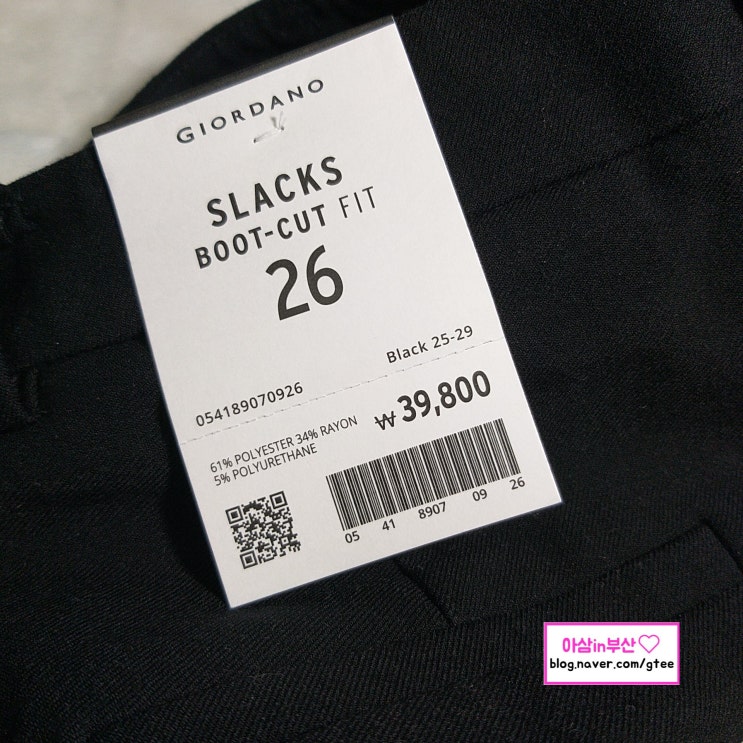 GIORDANO
SLACKS
BOOT-CUT FIT
26
Black 25-29
054189070926
₩39,800
61% POLYESTER 34% RAYON
5% POLYURETHANE
05 41 8907 09 26
아삼in부산♡
blog.naver.com/gtee